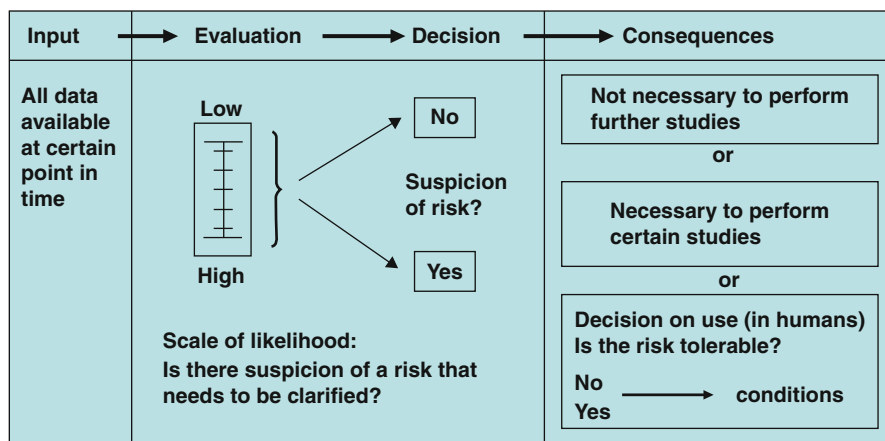 Input
Evaluation
Decision
Consequences
All data
available
at certain
point in
time
Low
High
No
Suspicion
of risk?
Yes
Scale of likelihood:
Is there suspicion of a risk that
needs to be clarified?
Not necessary to perform
further studies
or
Necessary to perform
certain studies
or
Decision on use (in humans)
Is the risk tolerable?
No
Yes
conditions